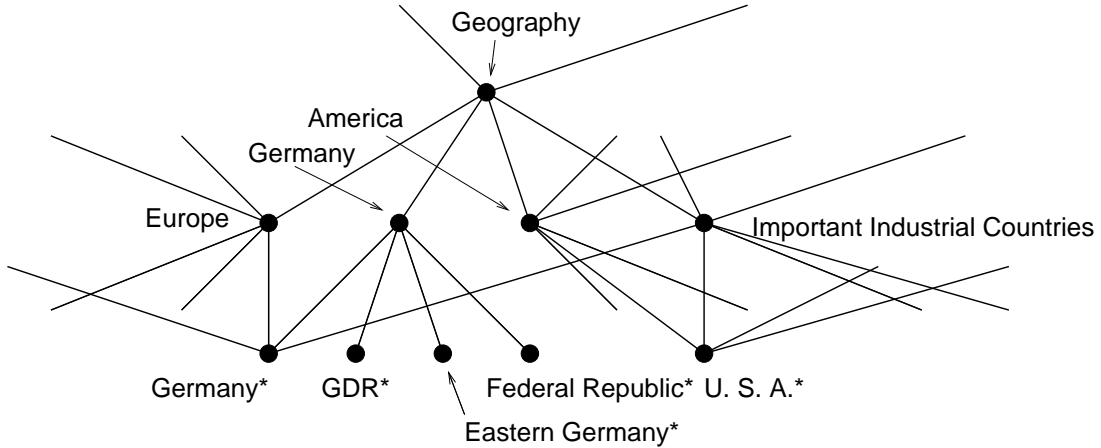 Geography
America
Germany
Europe
Important Industrial Countries
Germany*
GDR*
Federal Republic*
U. S. A.*
Eastern Germany*